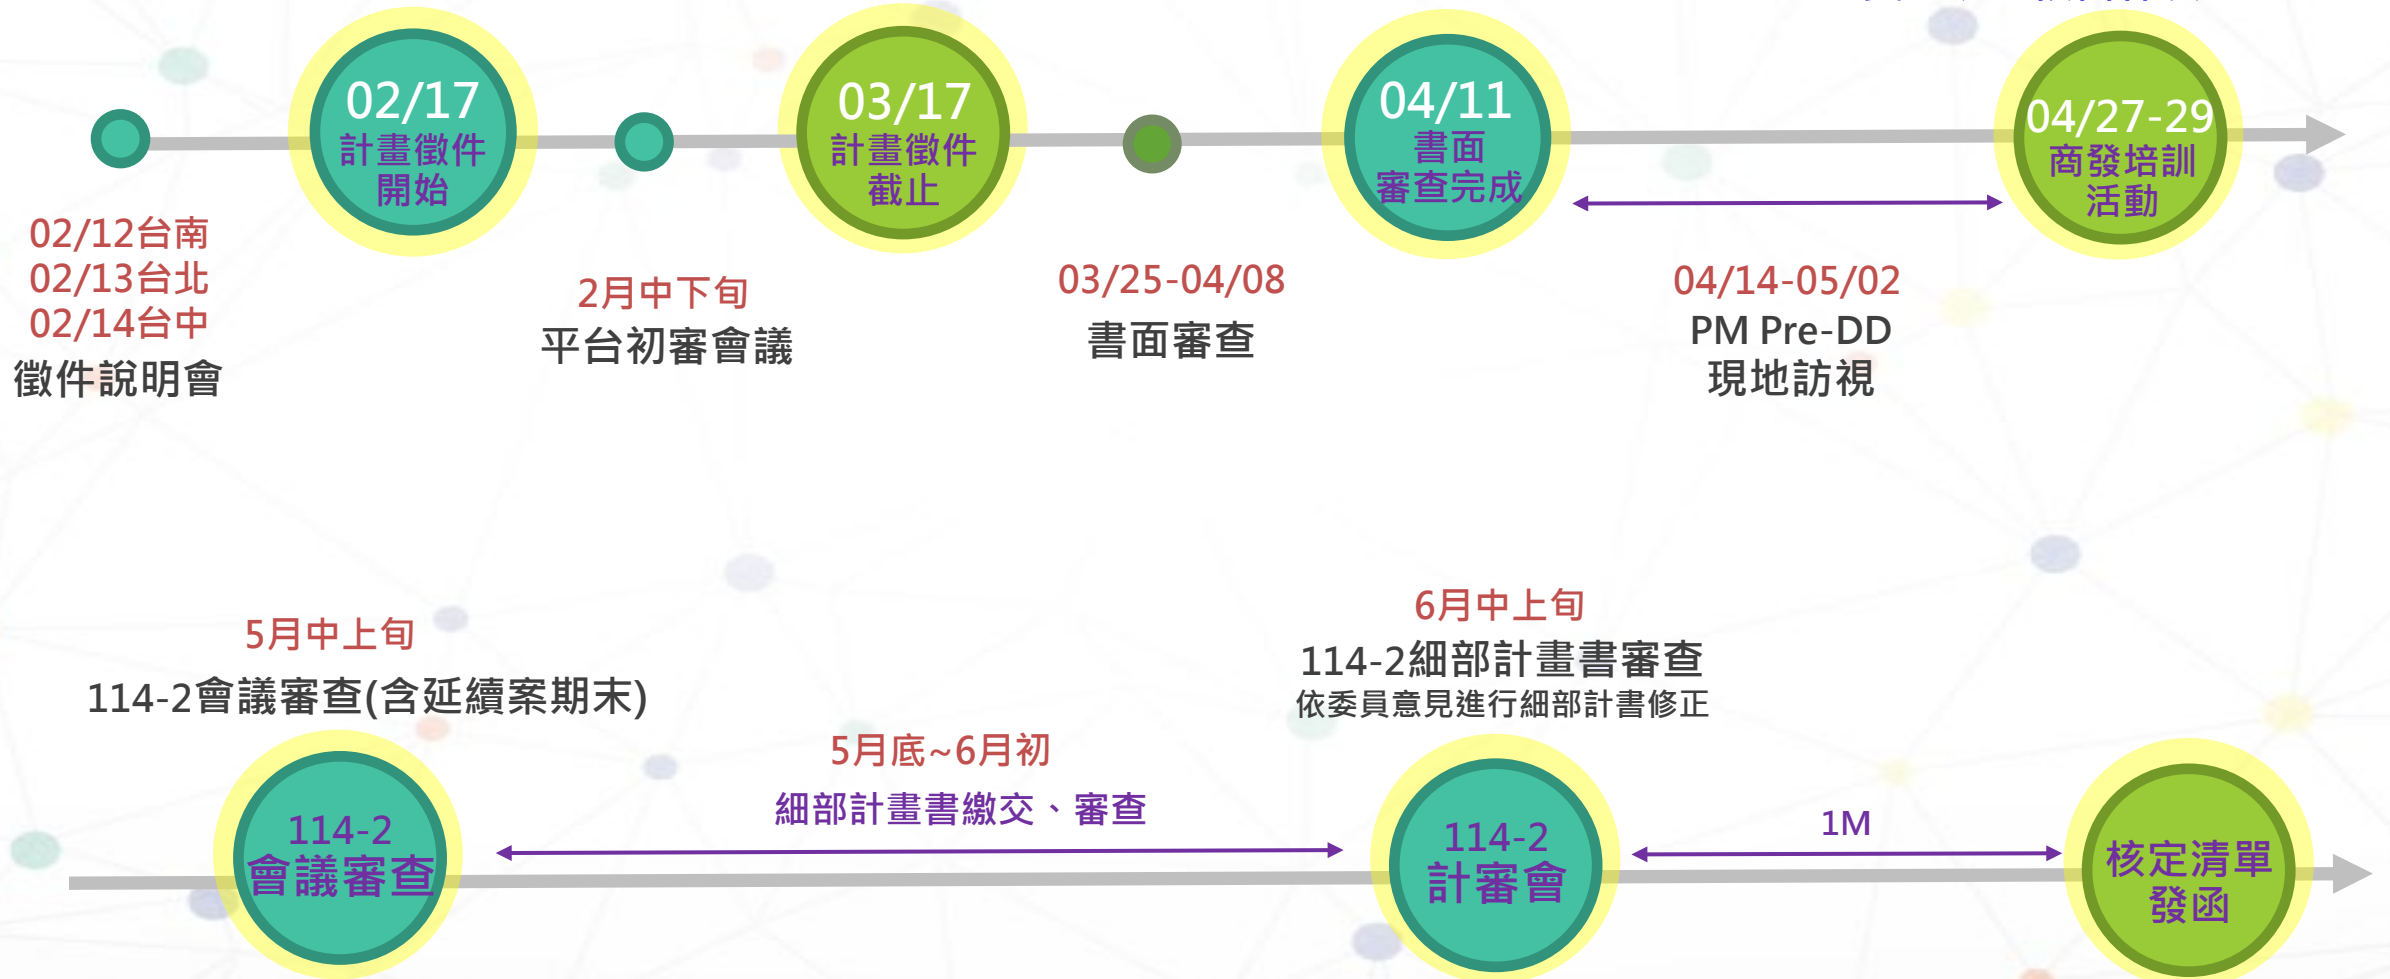 02/17
計畫徵件
開始
03/17
計畫徵件
截止
04/11
書面
審查完成
04/27-29
商發培訓
活動
02/12台南
02/13台北
02/14台中
徵件說明會
2月中下旬
平台初審會議
03/25-04/08
書面審查
04/14-05/02
PM Pre-DD
現地訪視
5月中上旬
114-2會議審查(含延續案期末)
114-2
會議審查
5月底~6月初
細部計畫書繳交、審查
6月中上旬
114-2細部計畫書審查
依委員意見進行細部計書修正
114-2
計審會
1M
核定清單
發函